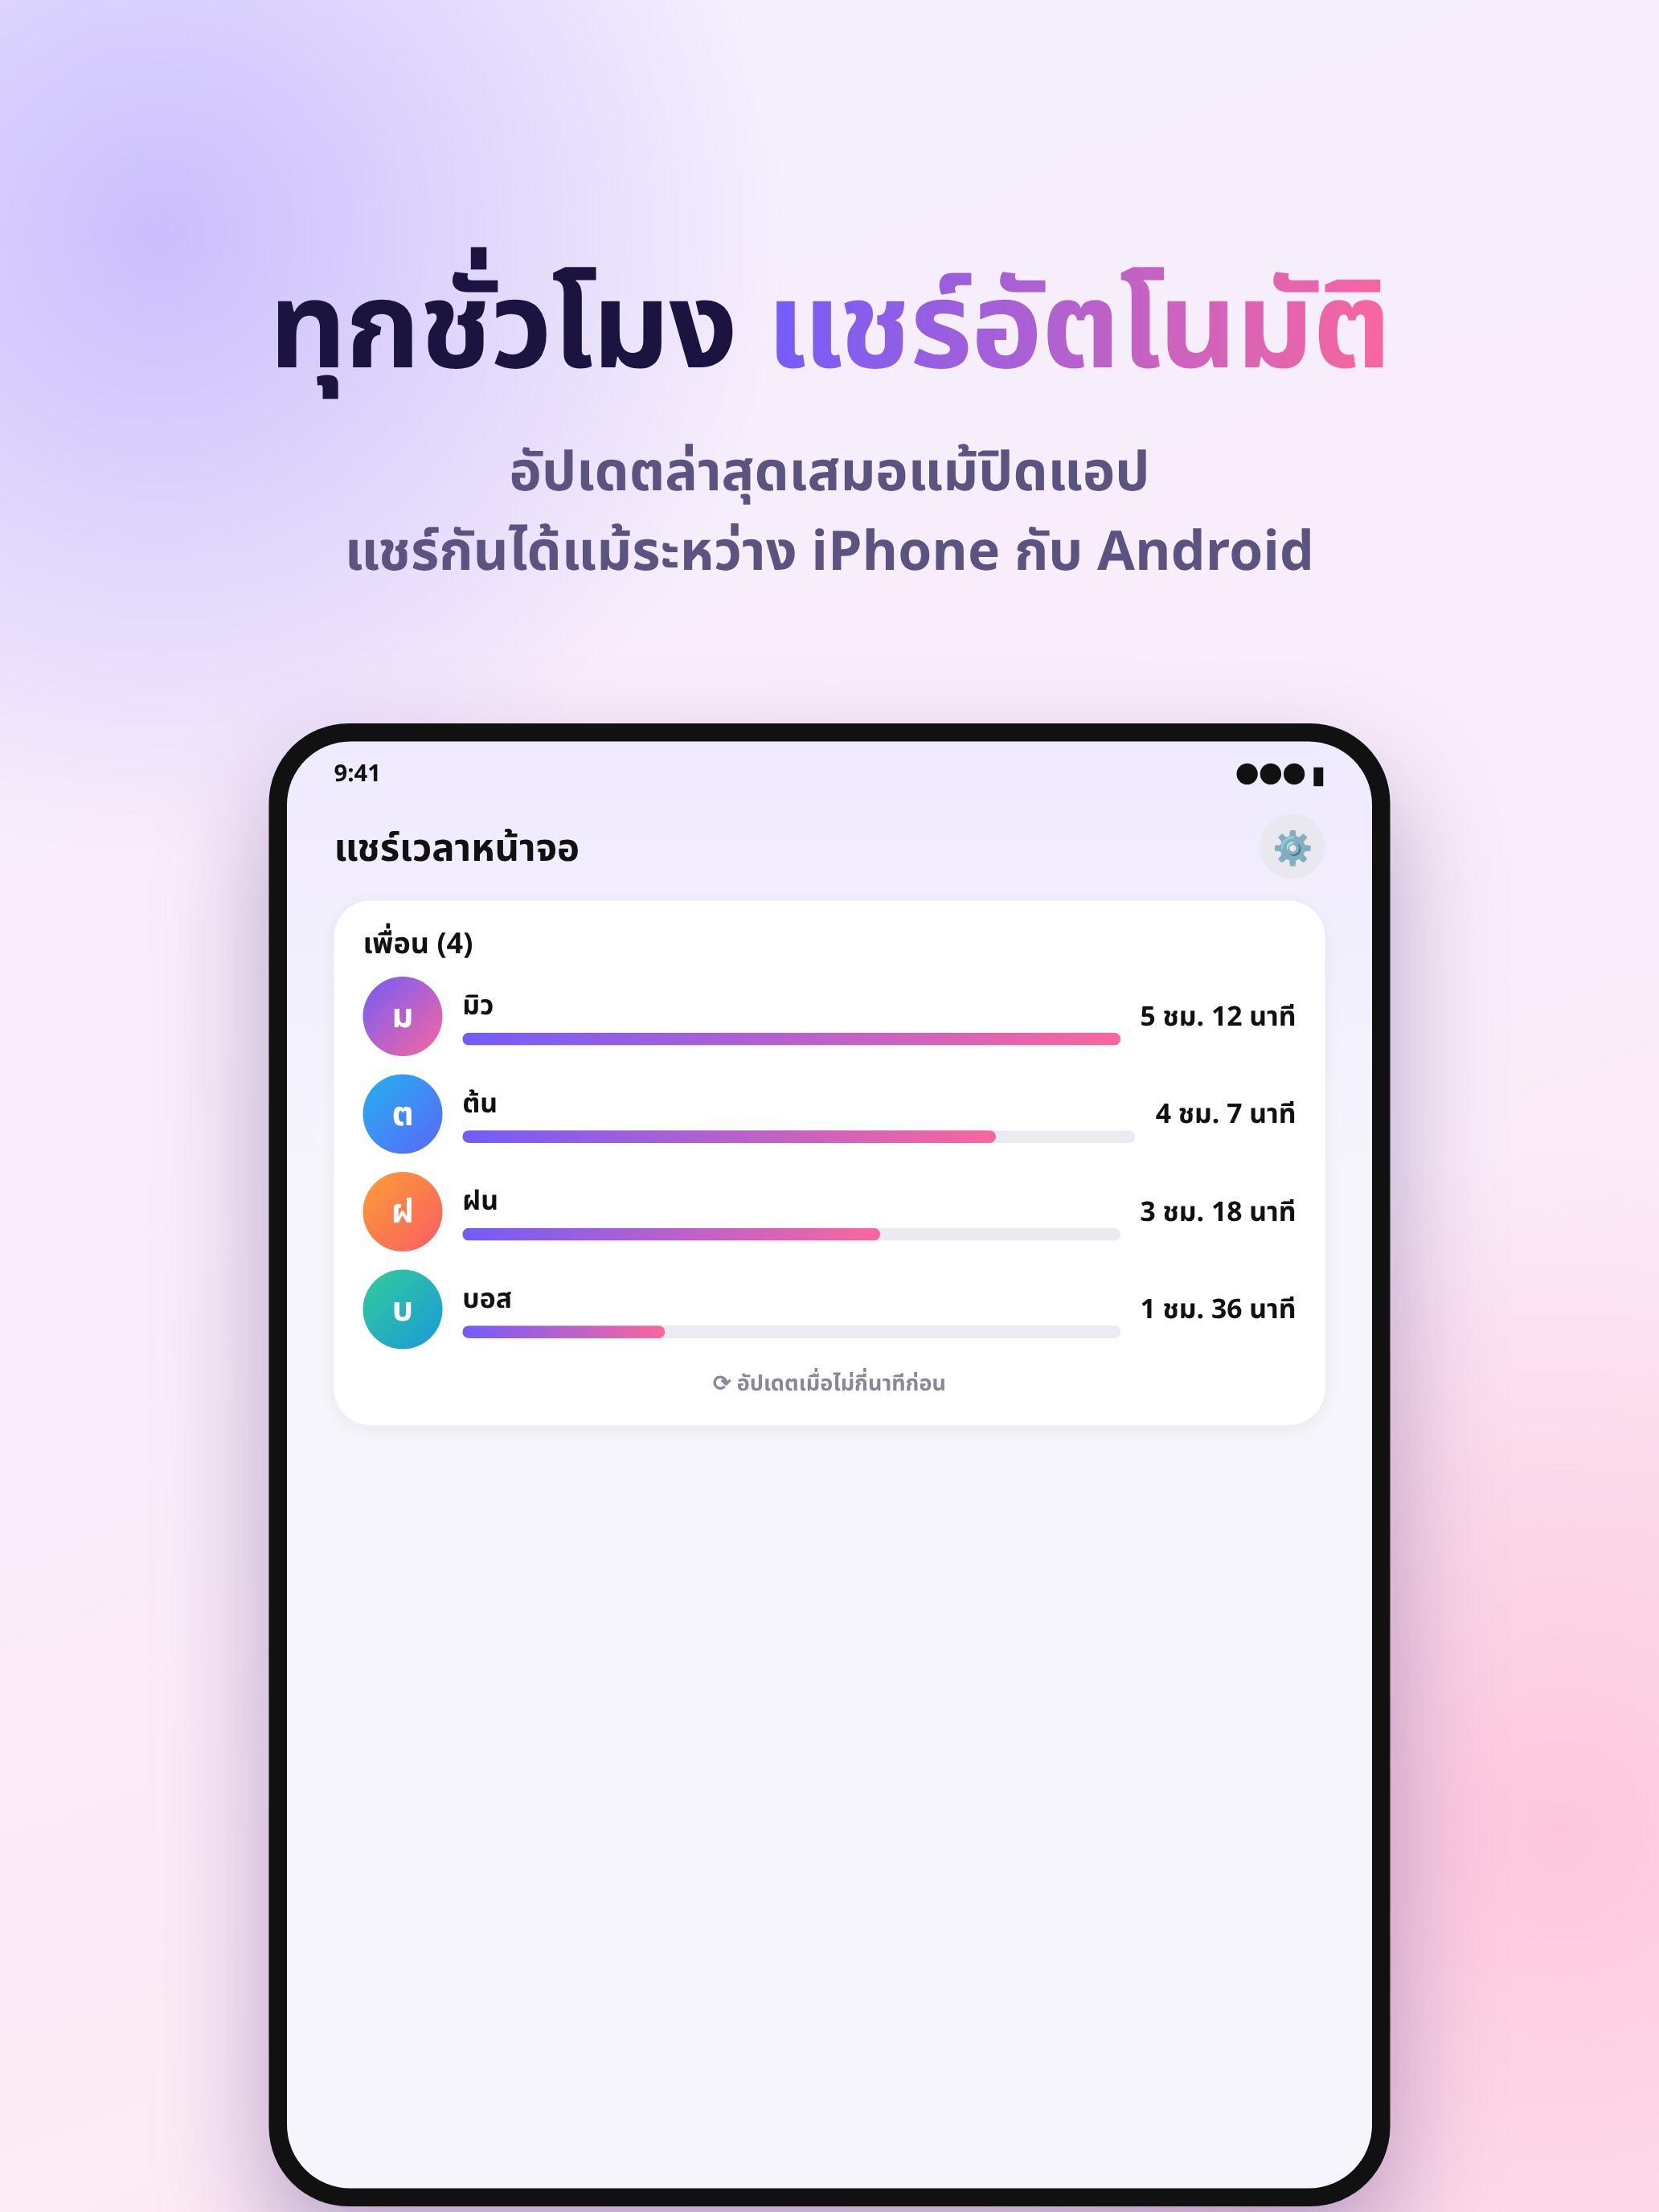 ทุกชั่วโมง แชร์อัตโนมัติ
อัปเดตล่าสุดเสมอแม้ปิดแอป
แชร์กันได้แม้ระหว่าง iPhone กับ Android
9:41
แชร์เวลาหน้าจอ
เพื่อน (4)
ม
มิว
5 ชม. 12 นาที
ต
ต้น
4 ชม. 7 นาที
ฝ
ฝน
3 ชม. 18 นาที
บ
บอส
1 ชม. 36 นาที
⟳ อัปเดตเมื่อไม่กี่นาทีก่อน